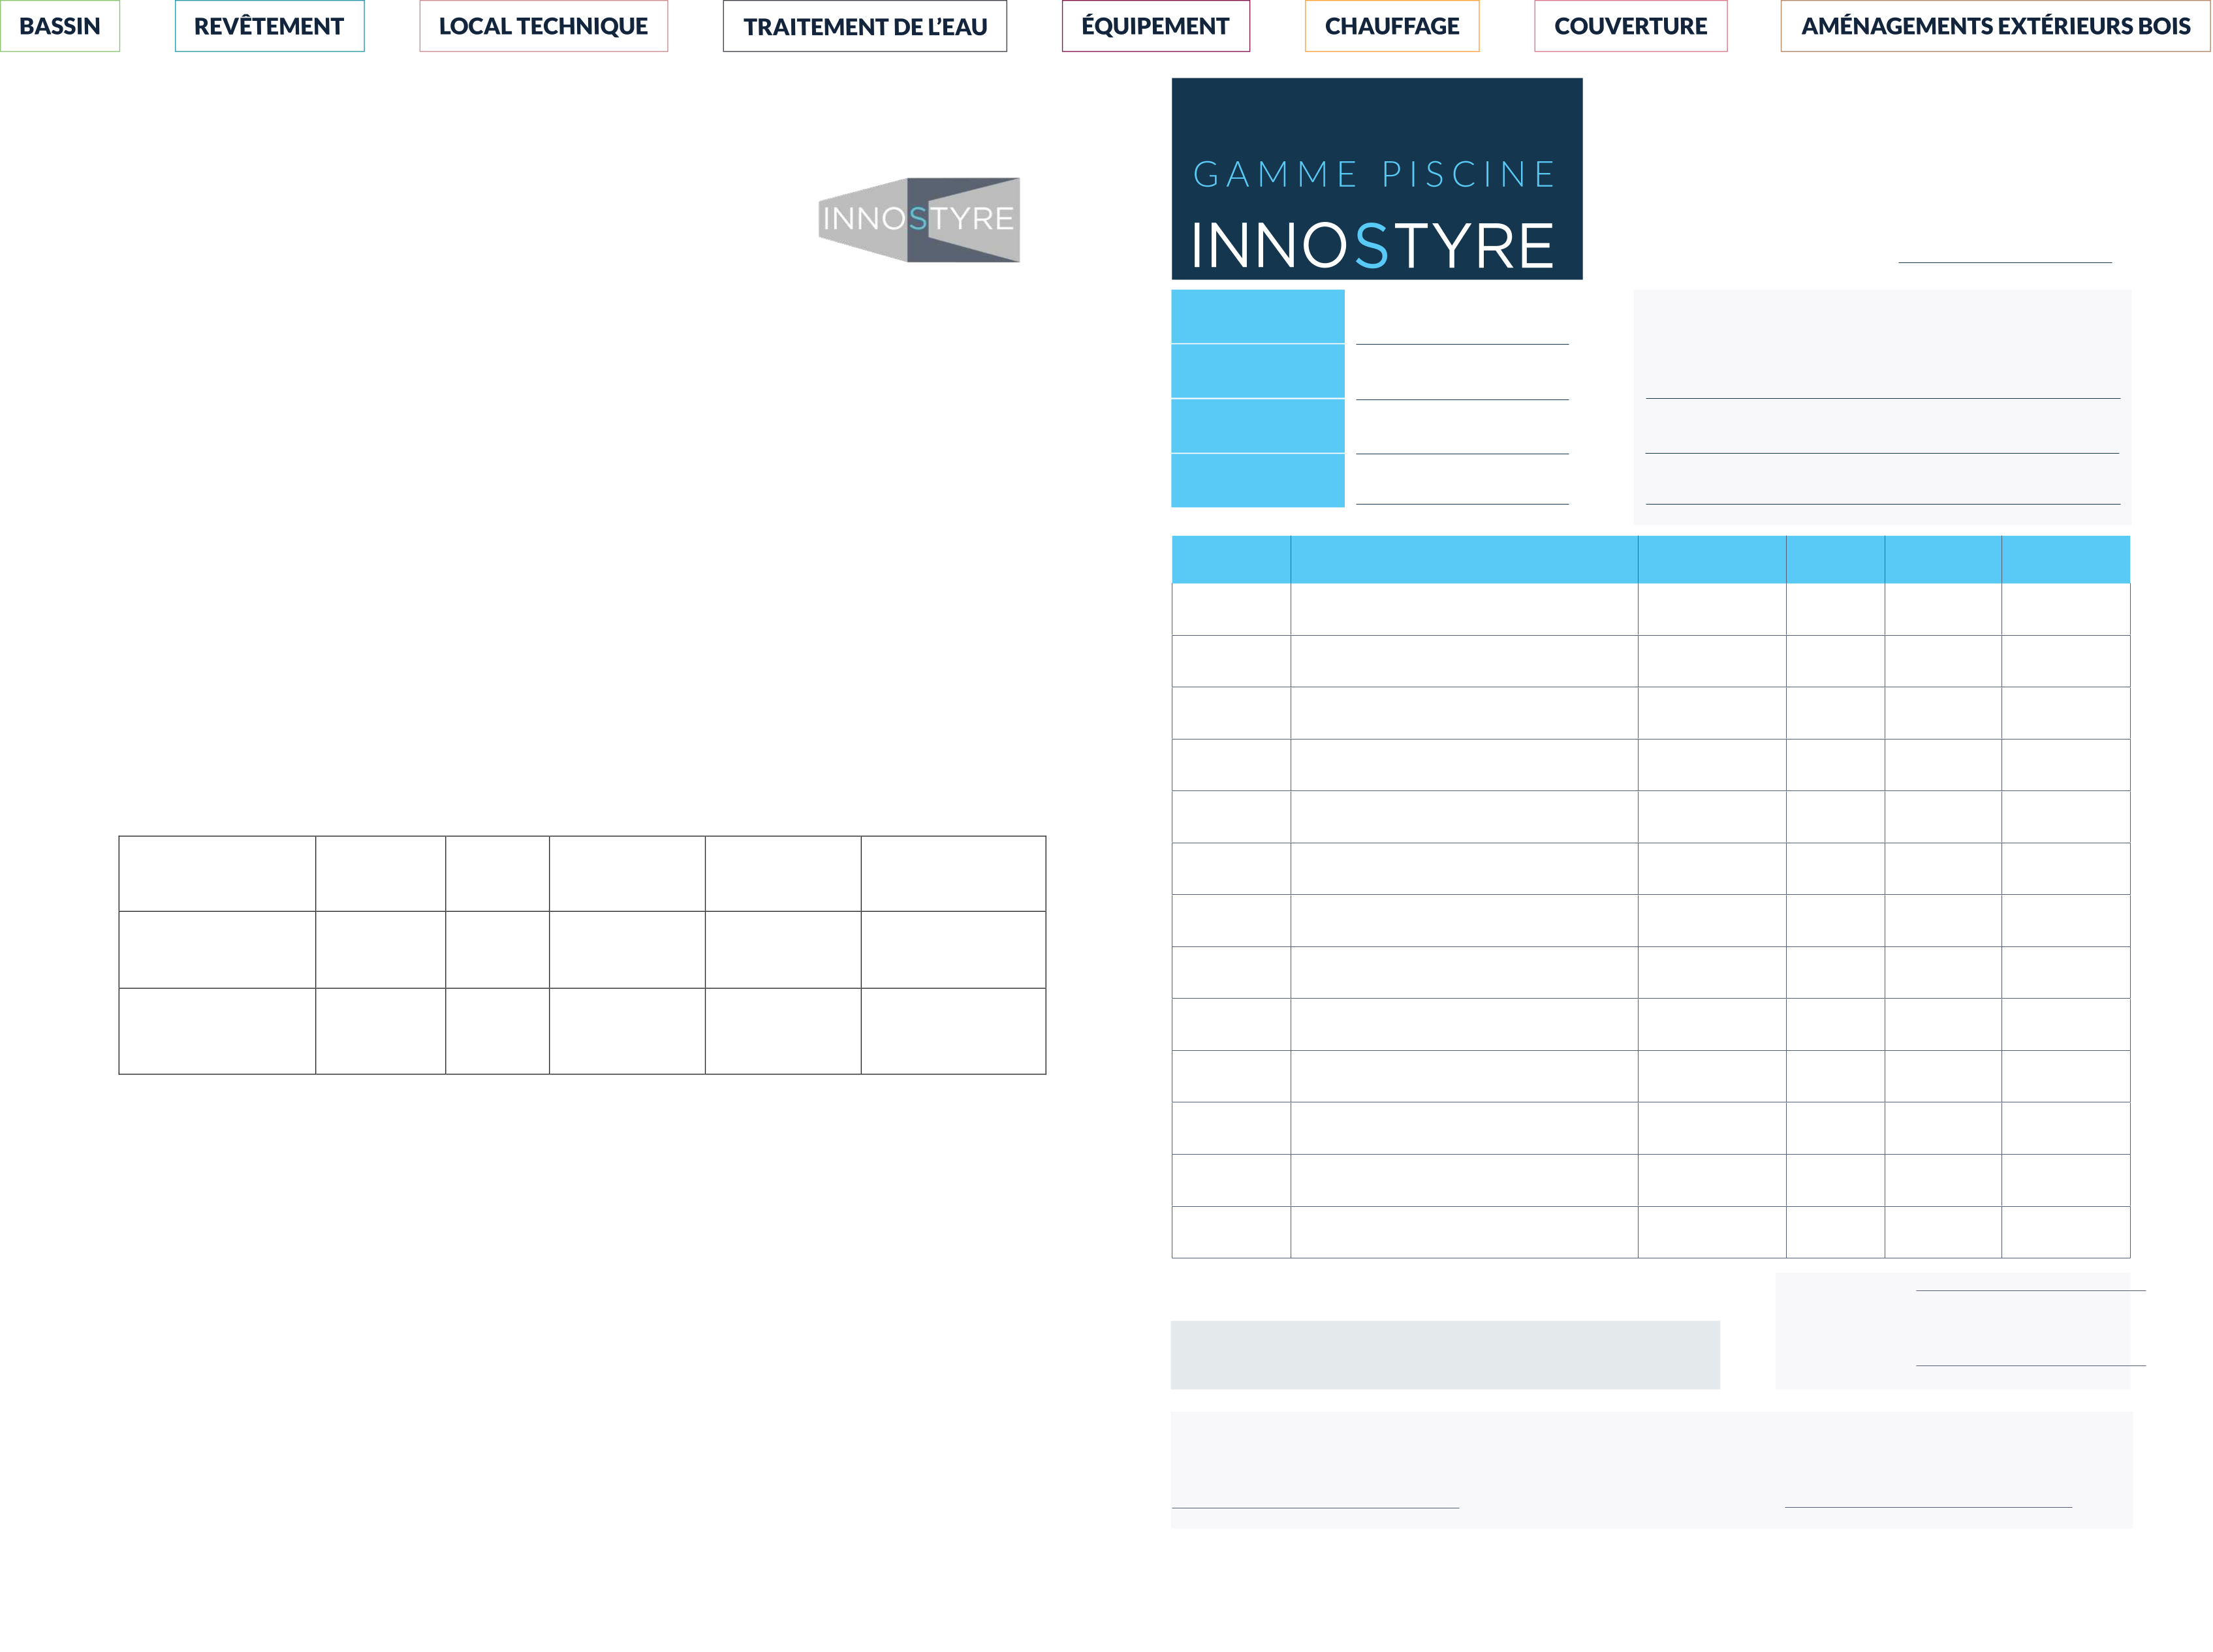 BASSIN
REVÊTEMENT
LOCAL TECHNIQUE
TRAITEMENT DE L’EAU
ÉQUIPEMENT
CHAUFFAGE
COUVERTURE
AMÉNAGEMENTS EXTÉRIEURS BOIS
INNOSTYRE
GAMME PISCINE
INNOSTYRE